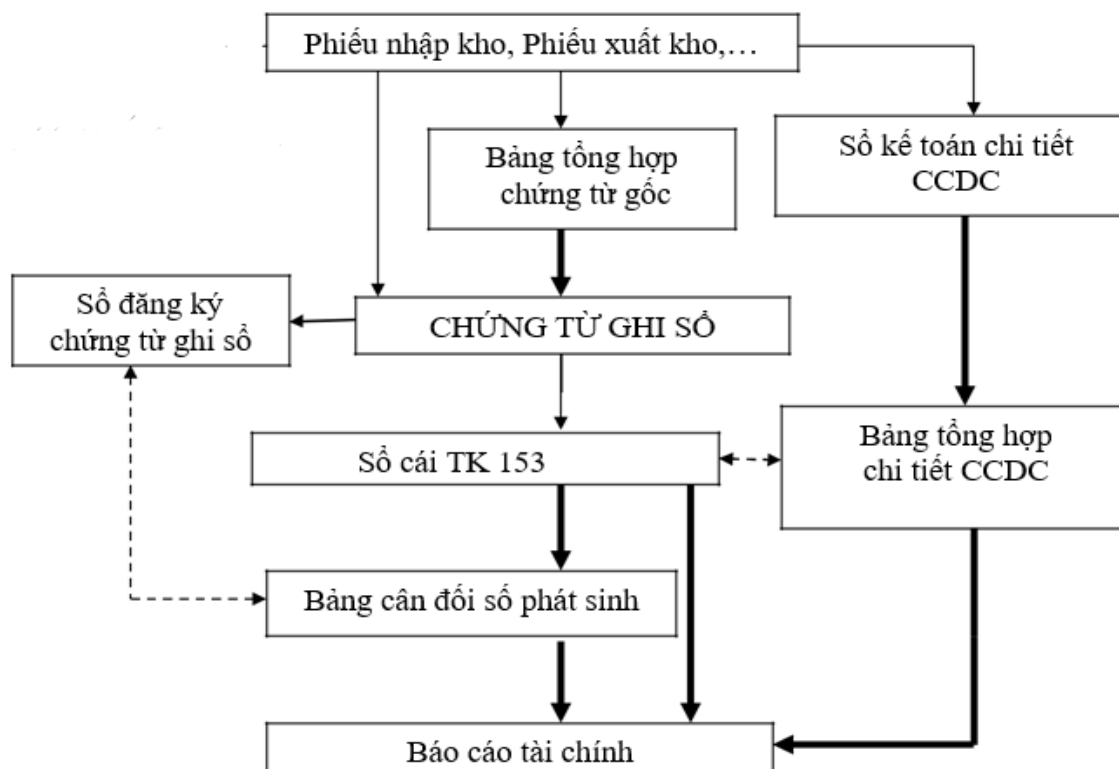 Phiếu nhập kho, Phiếu xuất kho,…
Bảng tổng hợp
chứng từ gốc
Sổ kế toán chi tiết
CCDC
Sổ đăng ký
chứng từ ghi sổ
CHỨNG TỪ GHI SỔ
Sổ cái TK 153
Bảng tổng hợp
chi tiết CCDC
Bảng cân đối số phát sinh
Báo cáo tài chính